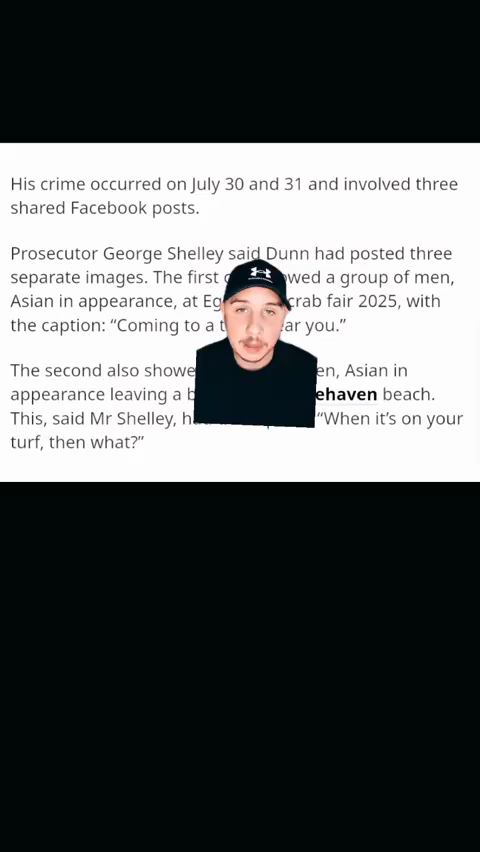 His crime occurred on July 30 and 31 and involved three
shared Facebook posts.
Prosecutor George Shelley said Dunn had posted three
separate images. The first owed a group of men,
Asian in appearance, at crab fair 2025, with
the caption: “Coming to a ar you.”
The second also showe en, Asian in
appearance leaving a ehaven beach.
This, said Mr Shelley, “When it’s on your
turf, then what?”